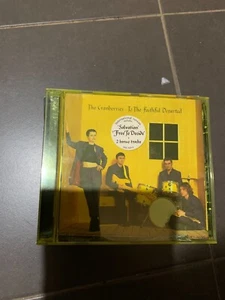 The Cranberries To the Faithful Departed
'Salvation'
'Free To Decide'
2 bonus tracks